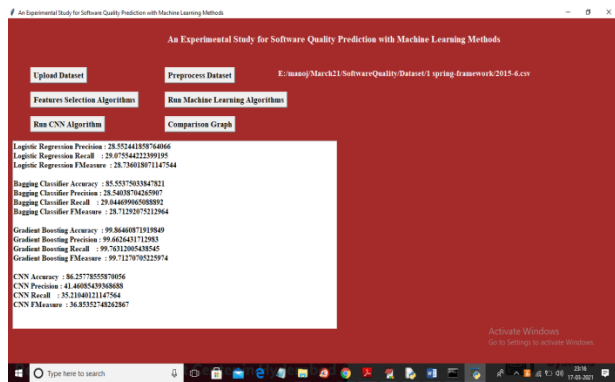 An Experimental Study for Software Quality Prediction with Machine Learning Methods
An Experimental Study for Software Quality Prediction with Machine Learning Methods
Upload Dataset
Preprocess Dataset
E:/manoj/March21/SoftwareQuality/Dataset/1 spring-framework/2015-6.csv
Features Selection Algorithms
Run Machine Learning Algorithms
Run CNN Algorithm
Comparison Graph
Logistic Regression Precision : 28.552441858764066
Logistic Regression Recall : 29.075544222399195
Logistic Regression FMeasure : 28.736018071147544
Bagging Classifier Accuracy : 85.55375033847821
Bagging Classifier Precision : 28.54038704265907
Bagging Classifier Recall : 29.044699065088892
Bagging Classifier FMeasure : 28.71292075212964
Gradient Boosting Accuracy : 99.86460871919849
Gradient Boosting Precision : 99.6626431712983
Gradient Boosting Recall : 99.76312005438545
Gradient Boosting FMeasure : 99.71270705225974
CNN Accuracy : 86.25778555870056
CNN Precision : 41.46085439368688
CNN Recall : 35.21040121147564
CNN FMeasure : 36.85352748262867
Activate Windows
Go to Settings to activate Windows.
Type here to search
23:16
17-03-2021